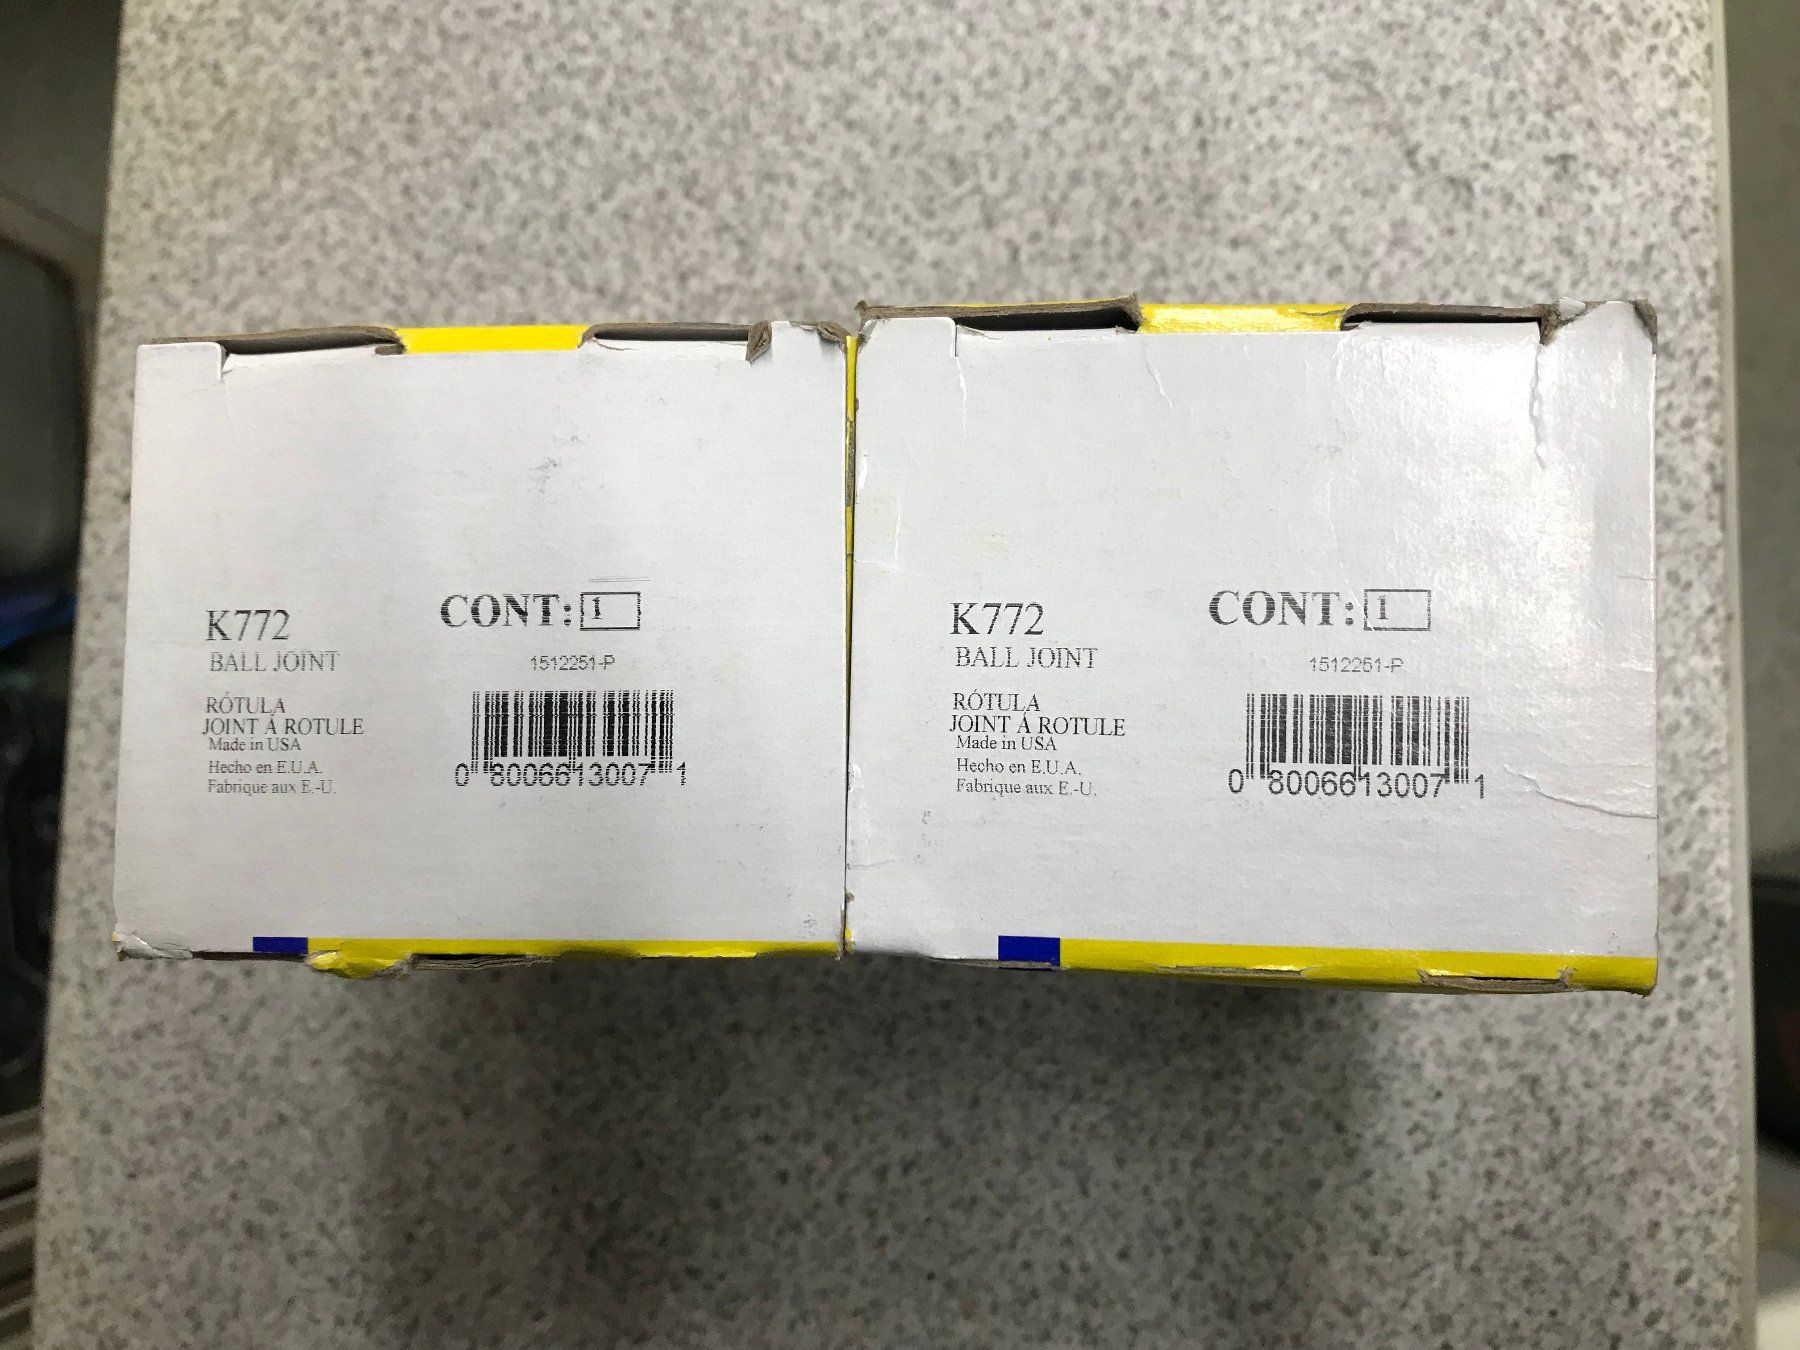 K772
BALL JOINT
RÓTULA
JOINT À ROTULE
Made in USA
Hecho en E.U.A.
Fabrique aux E.-U.
CONT: 1
1512251-P
0 80066 13007 1
K772
BALL JOINT
RÓTULA
JOINT À ROTULE
Made in USA
Hecho en E.U.A.
Fabrique aux E.-U.
CONT: 1
1512251-P
0 80066 13007 1